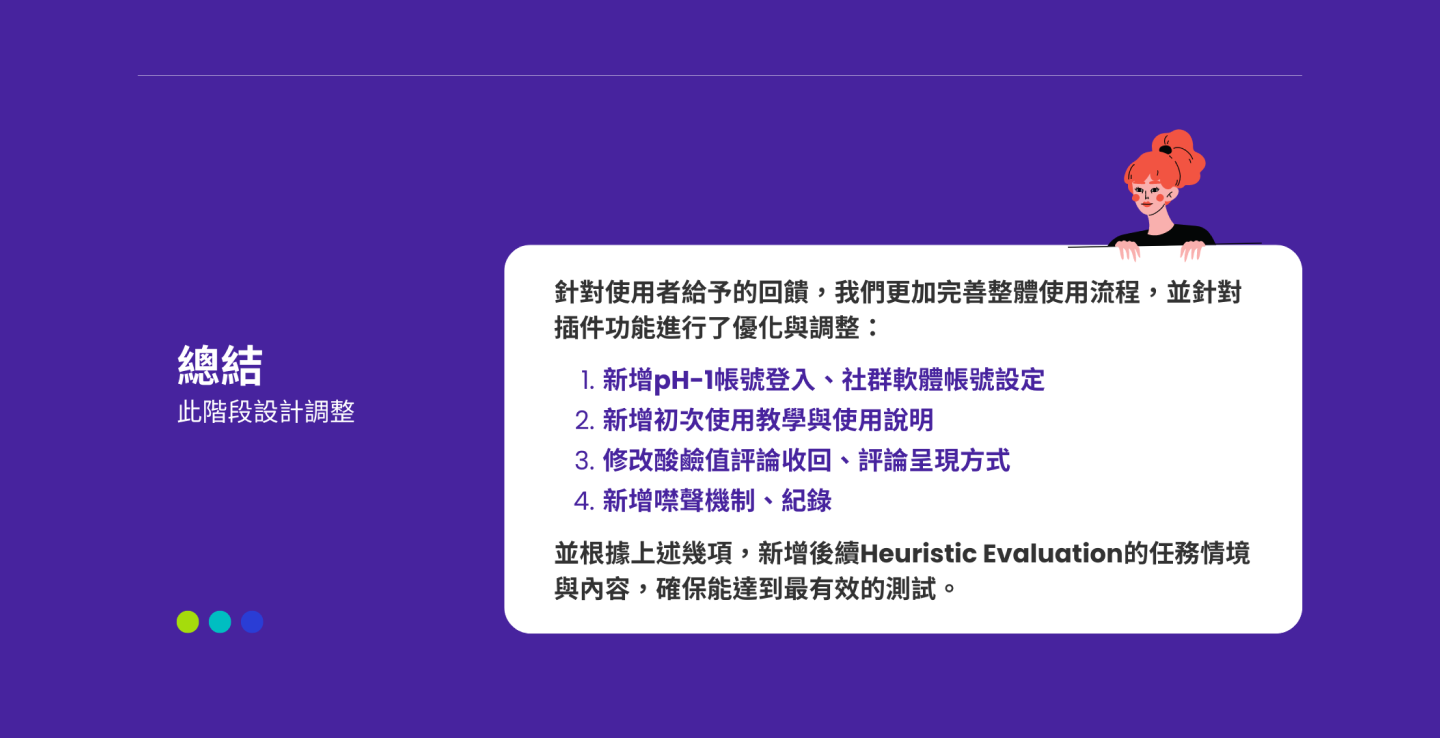 總結
此階段設計調整
針對使用者給予的回饋，我們更加完善整體使用流程，並針對
插件功能進行了優化與調整：
1. 新增pH-1帳號登入、社群軟體帳號設定
2. 新增初次使用教學與使用說明
3. 修改酸鹼值評論收回、評論呈現方式
4. 新增噤聲機制、紀錄
並根據上述幾項，新增後續Heuristic Evaluation的任務情境
與內容，確保能達到最有效的測試。